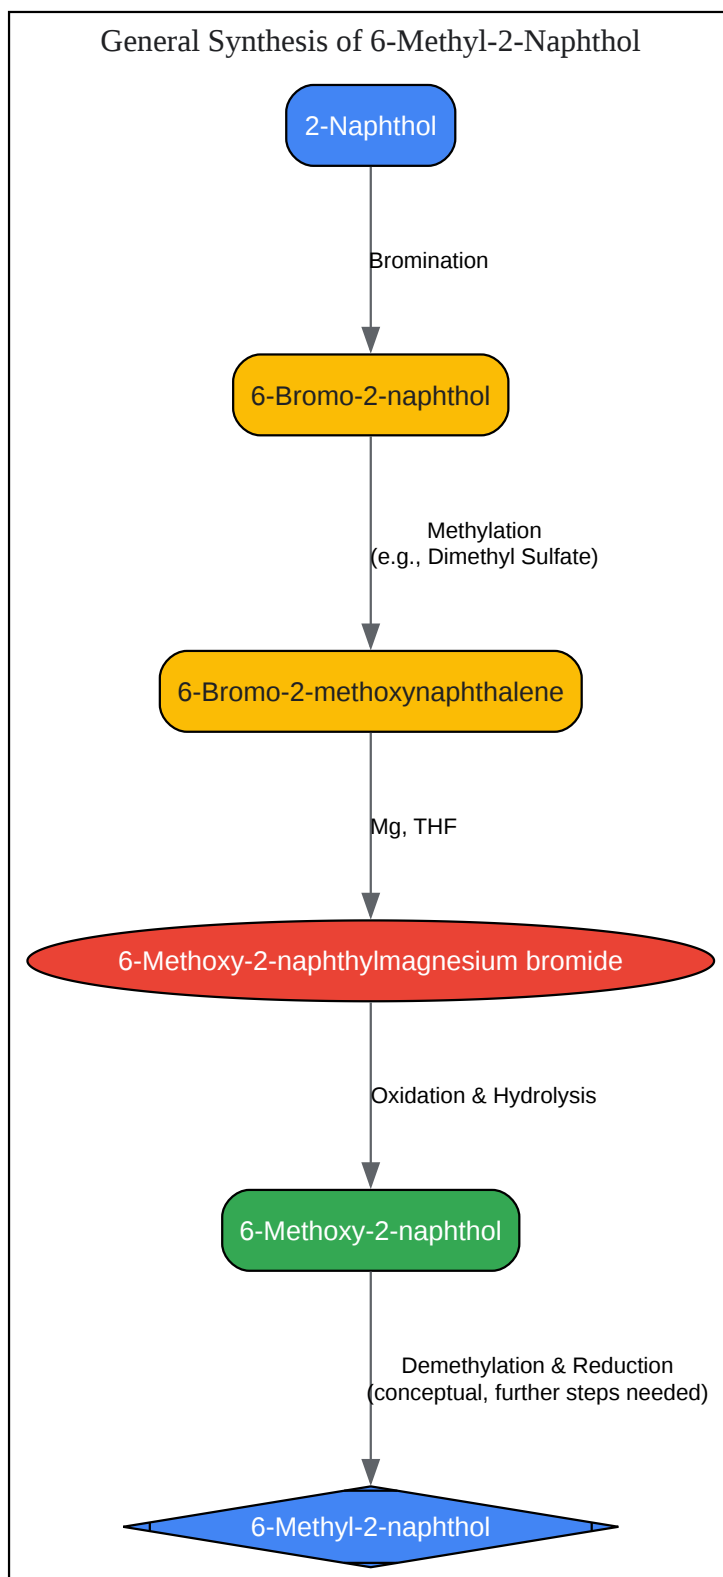 General Synthesis of 6-Methyl-2-Naphthol
2-Naphthol
Bromination
6-Bromo-2-naphthol
Methylation
(e.g., Dimethyl Sulfate)
6-Bromo-2-methoxynaphthalene
Mg, THF
6-Methoxy-2-naphthylmagnesium bromide
Oxidation & Hydrolysis
6-Methoxy-2-naphthol
Demethylation & Reduction
(conceptual, further steps needed)
6-Methyl-2-naphthol